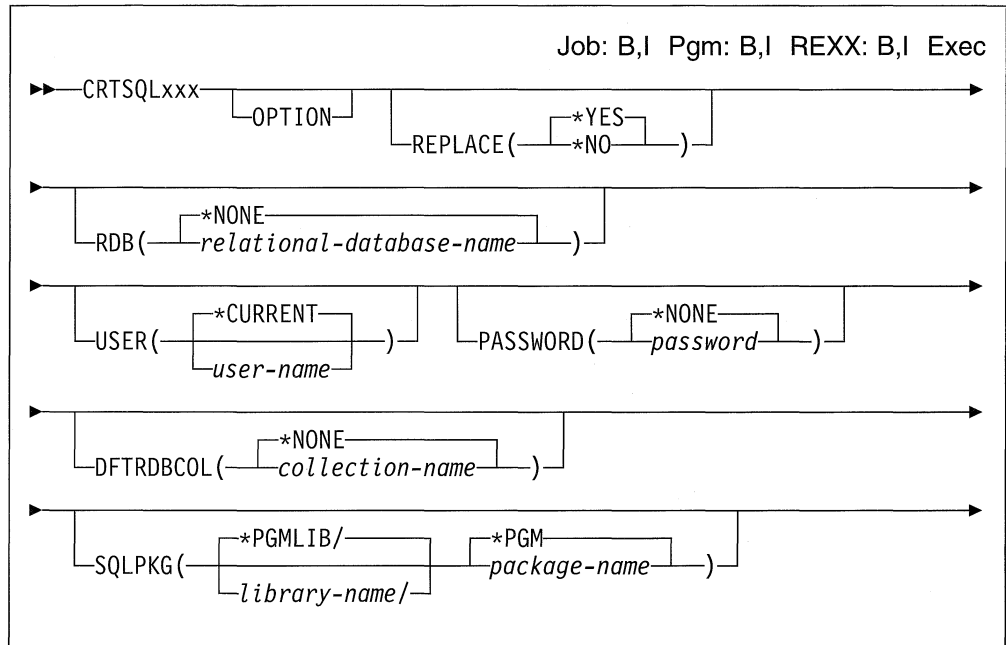 Job: B,I Pgm: B,I REXX: B,I Exec
CRTSQLxxx
OPTION
*YES
REPLACE( *NO )
*NONE
RDB( relational-database-name )
*CURRENT *NONE
USER( ) PASSWORD( password )
user-name
*NONE
DFTRDBCOL( collection-name )
*PGMLIB/ *PGM
SQLPKG( package-name )
library-name/